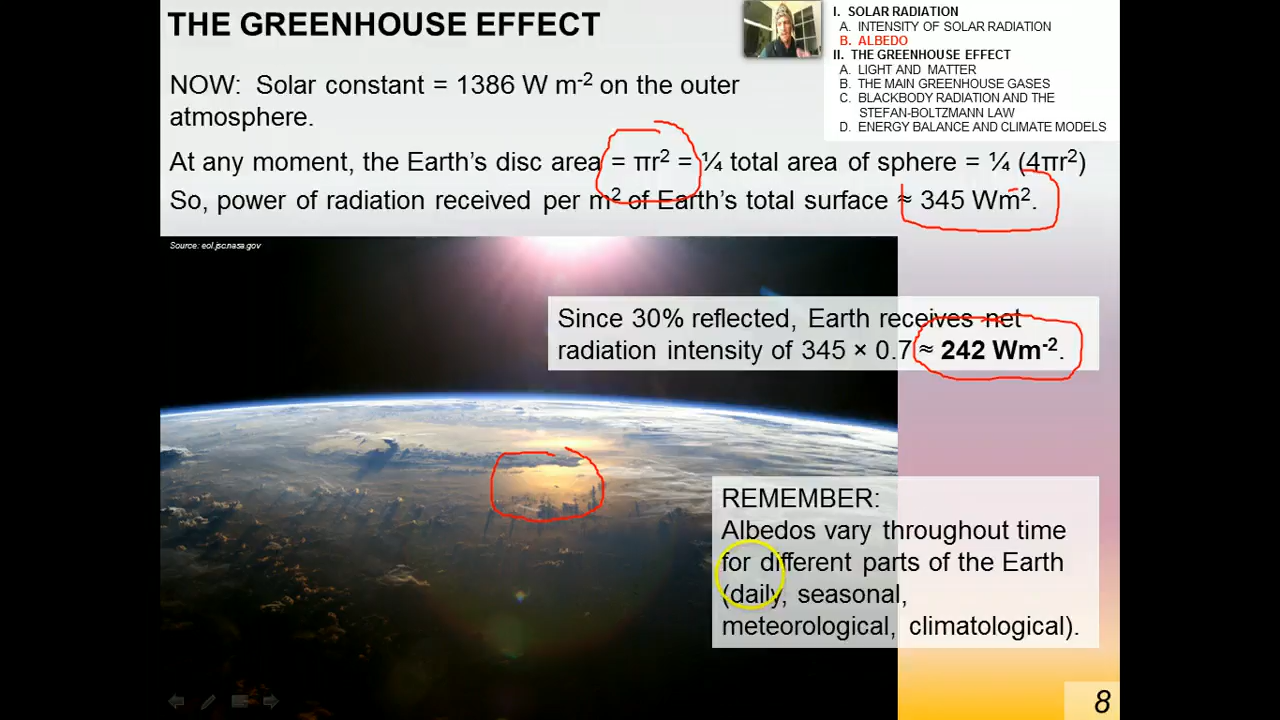 THE GREENHOUSE EFFECT
I. SOLAR RADIATION
A. INTENSITY OF SOLAR RADIATION
B. ALBEDO
II. THE GREENHOUSE EFFECT
A. LIGHT AND MATTER
B. THE MAIN GREENHOUSE GASES
C. BLACKBODY RADIATION AND THE
STEFAN-BOLTZMANN LAW
D. ENERGY BALANCE AND CLIMATE MODELS
NOW: Solar constant = 1386 W m⁻² on the outer
atmosphere.
At any moment, the Earth's disc area = πr² = ¼ total area of sphere = ¼ (4πr²)
So, power of radiation received per m² of Earth's total surface ≈ 345 Wm⁻².
Source: eol.jsc.nasa.gov
Since 30% reflected, Earth receives net
radiation intensity of 345 × 0.7 ≈ 242 Wm⁻².
REMEMBER:
Albedos vary throughout time
for different parts of the Earth
(daily, seasonal,
meteorological, climatological).
8